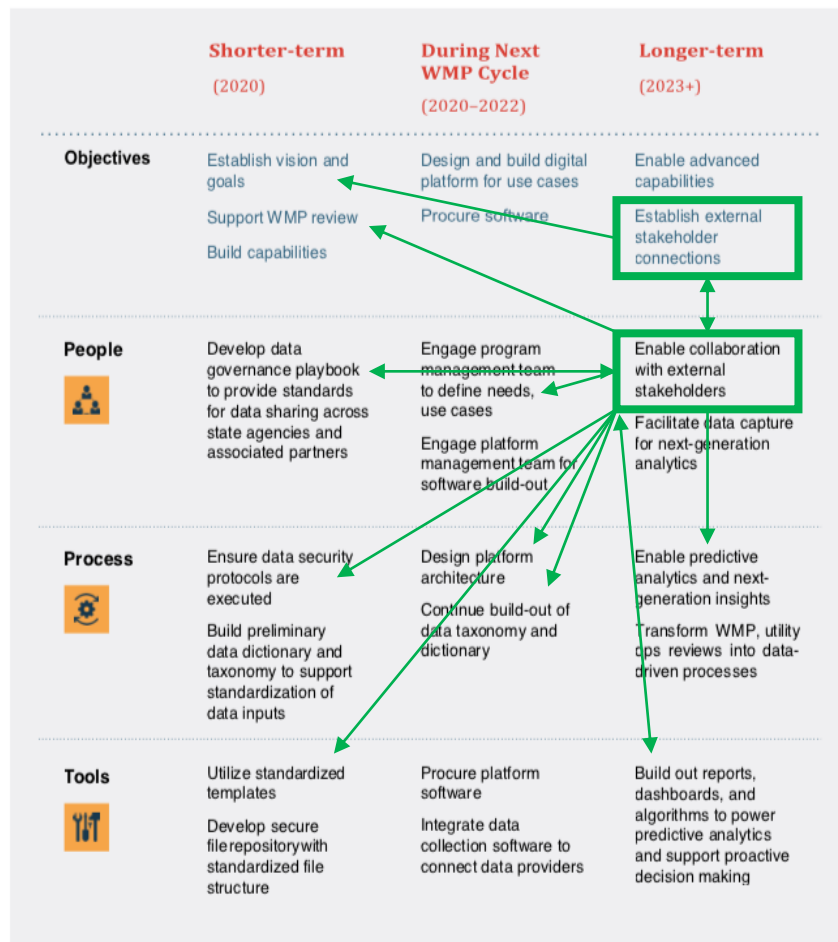 Shorter-term
(2020)
During Next
WMP Cycle
(2020–2022)
Longer-term
(2023+)
Objectives
Establish vision and
goals
Support WMP review
Build capabilities
Design and build digital
platform for use cases
Procure software
Enable advanced
capabilities
Establish external
stakeholder
connections
People
Develop data
governance playbook
to provide standards
for data sharing across
state agencies and
associated partners
Engage program
management team
to define needs,
use cases
Engage platform
management team for
software build-out
Enable collaboration
with external
stakeholders
Facilitate data capture
for next-generation
analytics
Process
Ensure data security
protocols are
executed
Build preliminary
data dictionary and
taxonomy to support
standardization of
data inputs
Design platform
architecture
Continue build-out of
data taxonomy and
dictionary
Enable predictive
analytics and next-
generation insights
Transform WMP, utility
ops reviews into data-
driven processes
Tools
Utilize standardized
templates
Develop secure
file repository with
standardized file
structure
Procure platform
software
Integrate data
collection software to
connect data providers
Build out reports,
dashboards, and
algorithms to power
predictive analytics
and support proactive
decision making